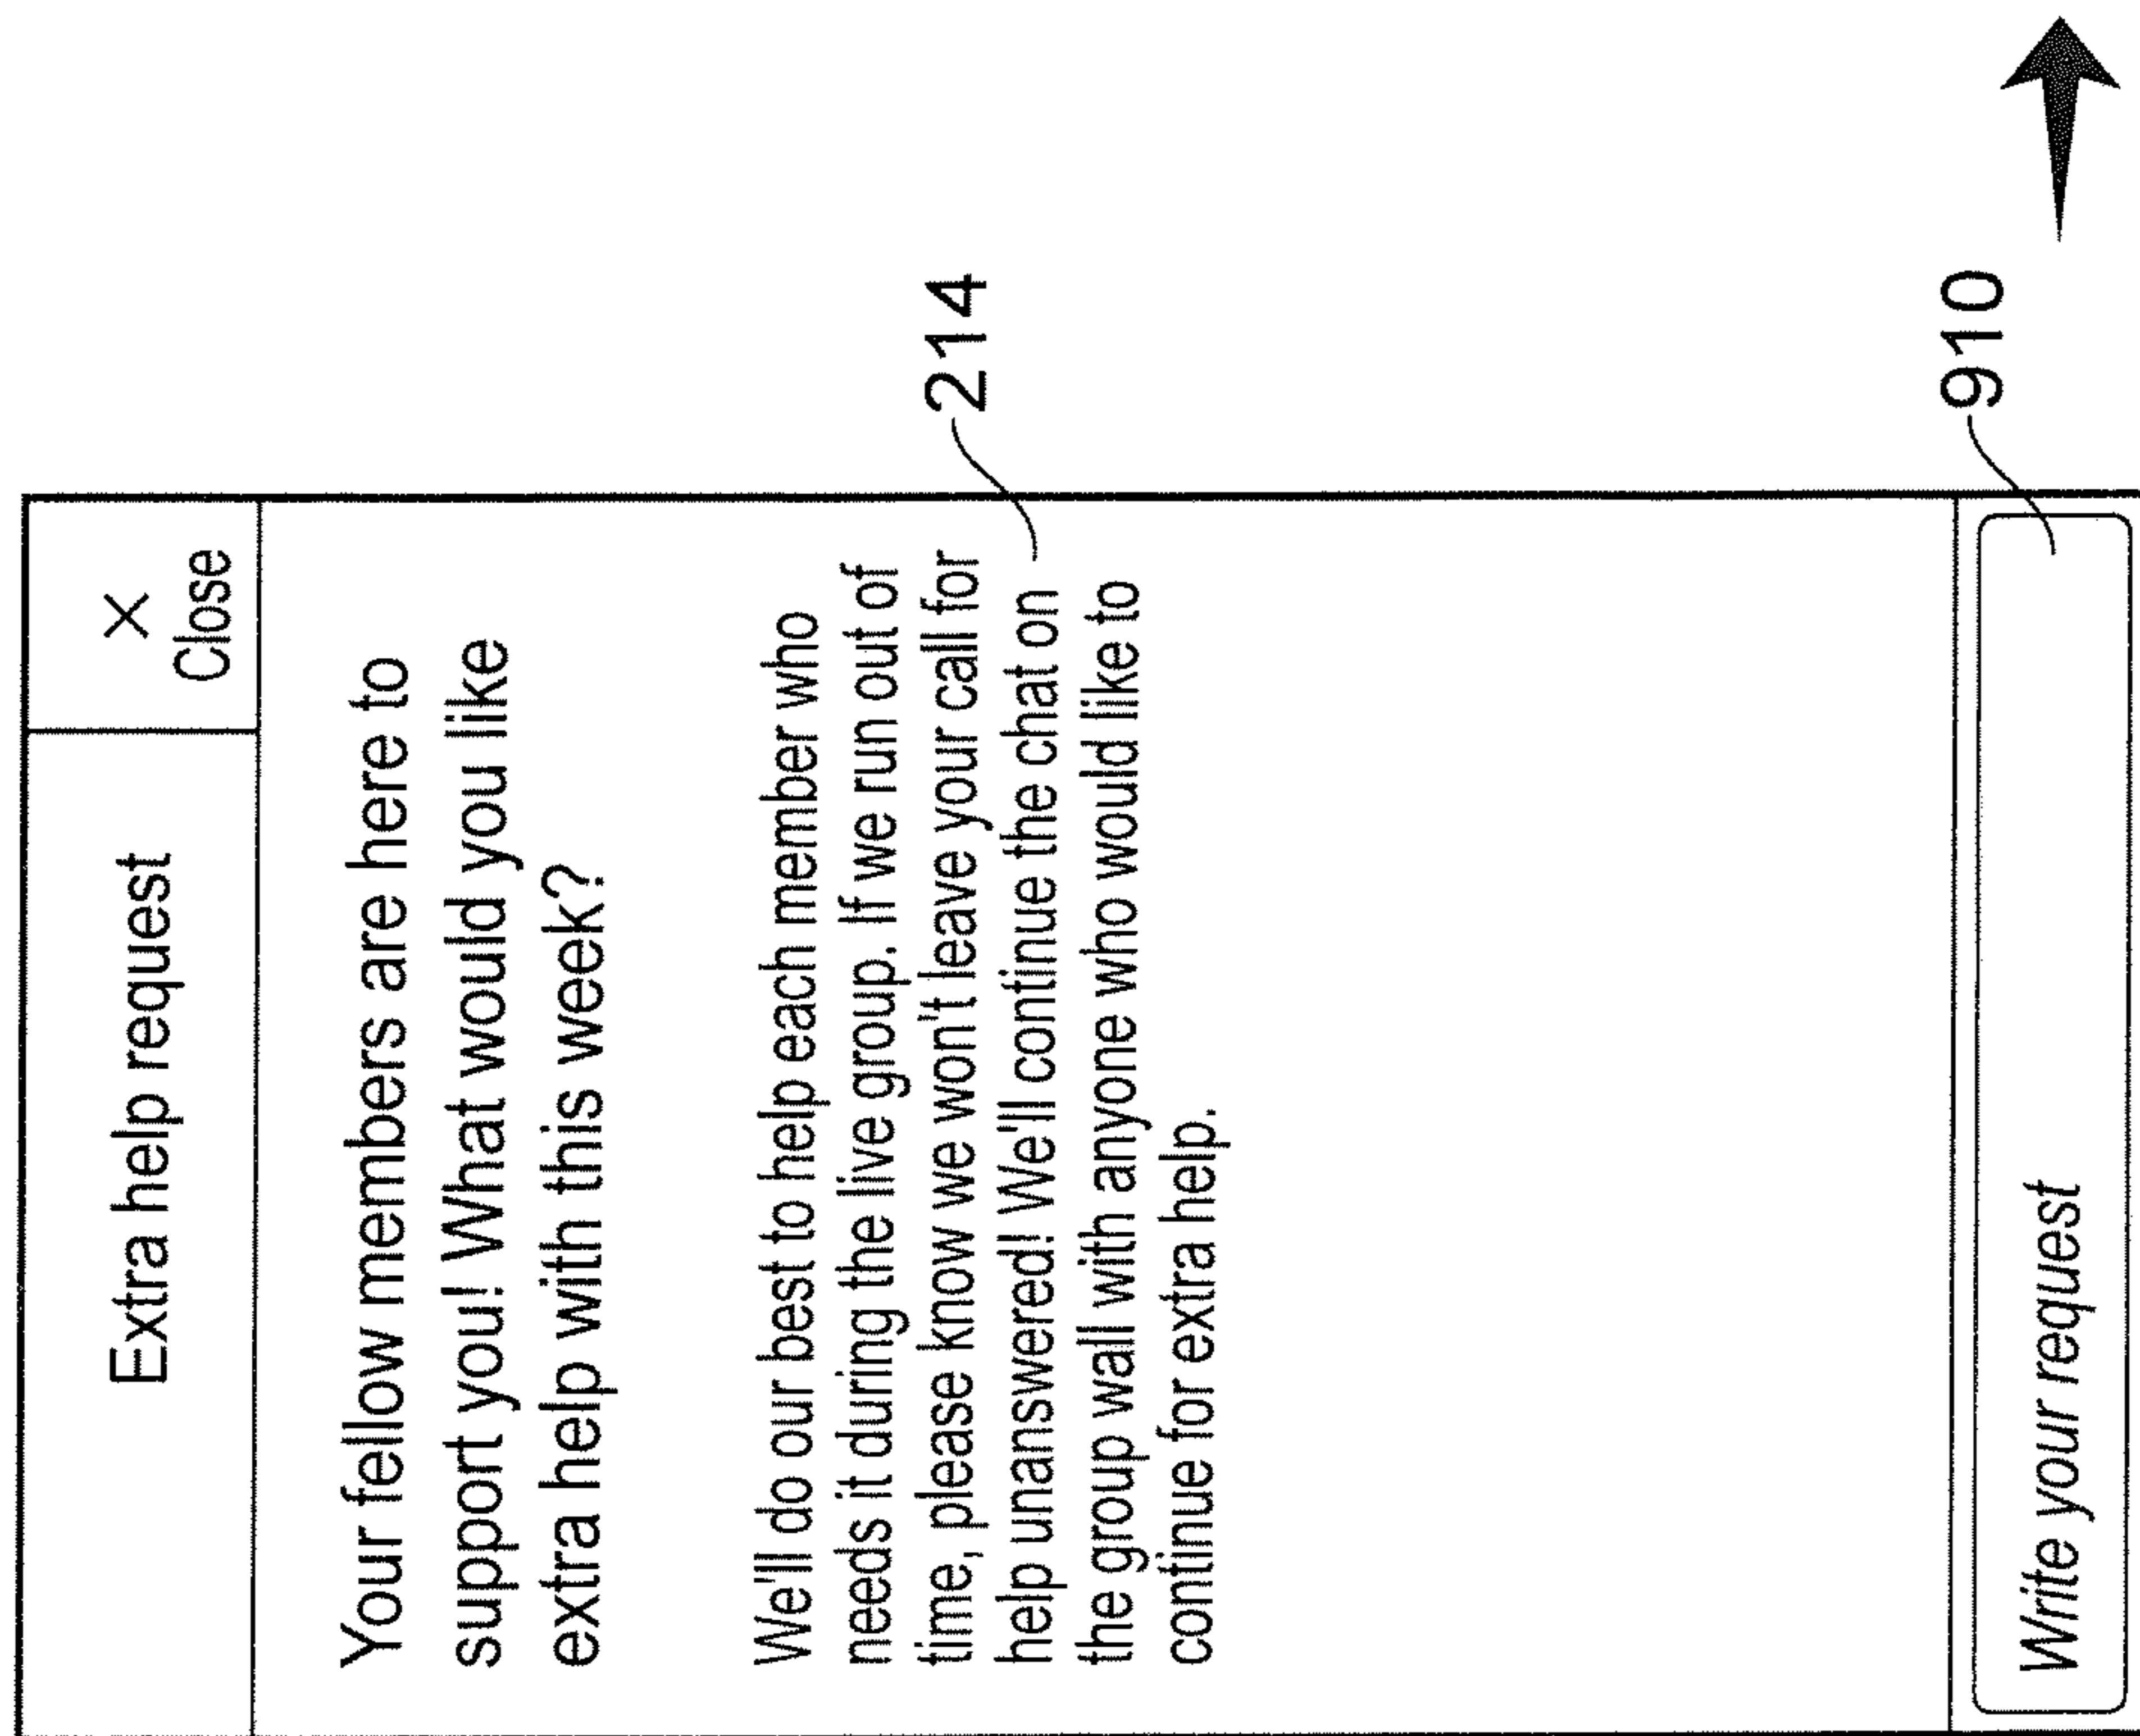 Extra help request
X
Close
Your fellow members are here to
support you! What would you like
extra help with this week?
We'll do our best to help each member who
needs it during the live group. If we run out of
time, please know we won't leave your call for
help unanswered! We'll continue the chat on
the group wall with anyone who would like to
continue for extra help.
214
Write your request
910